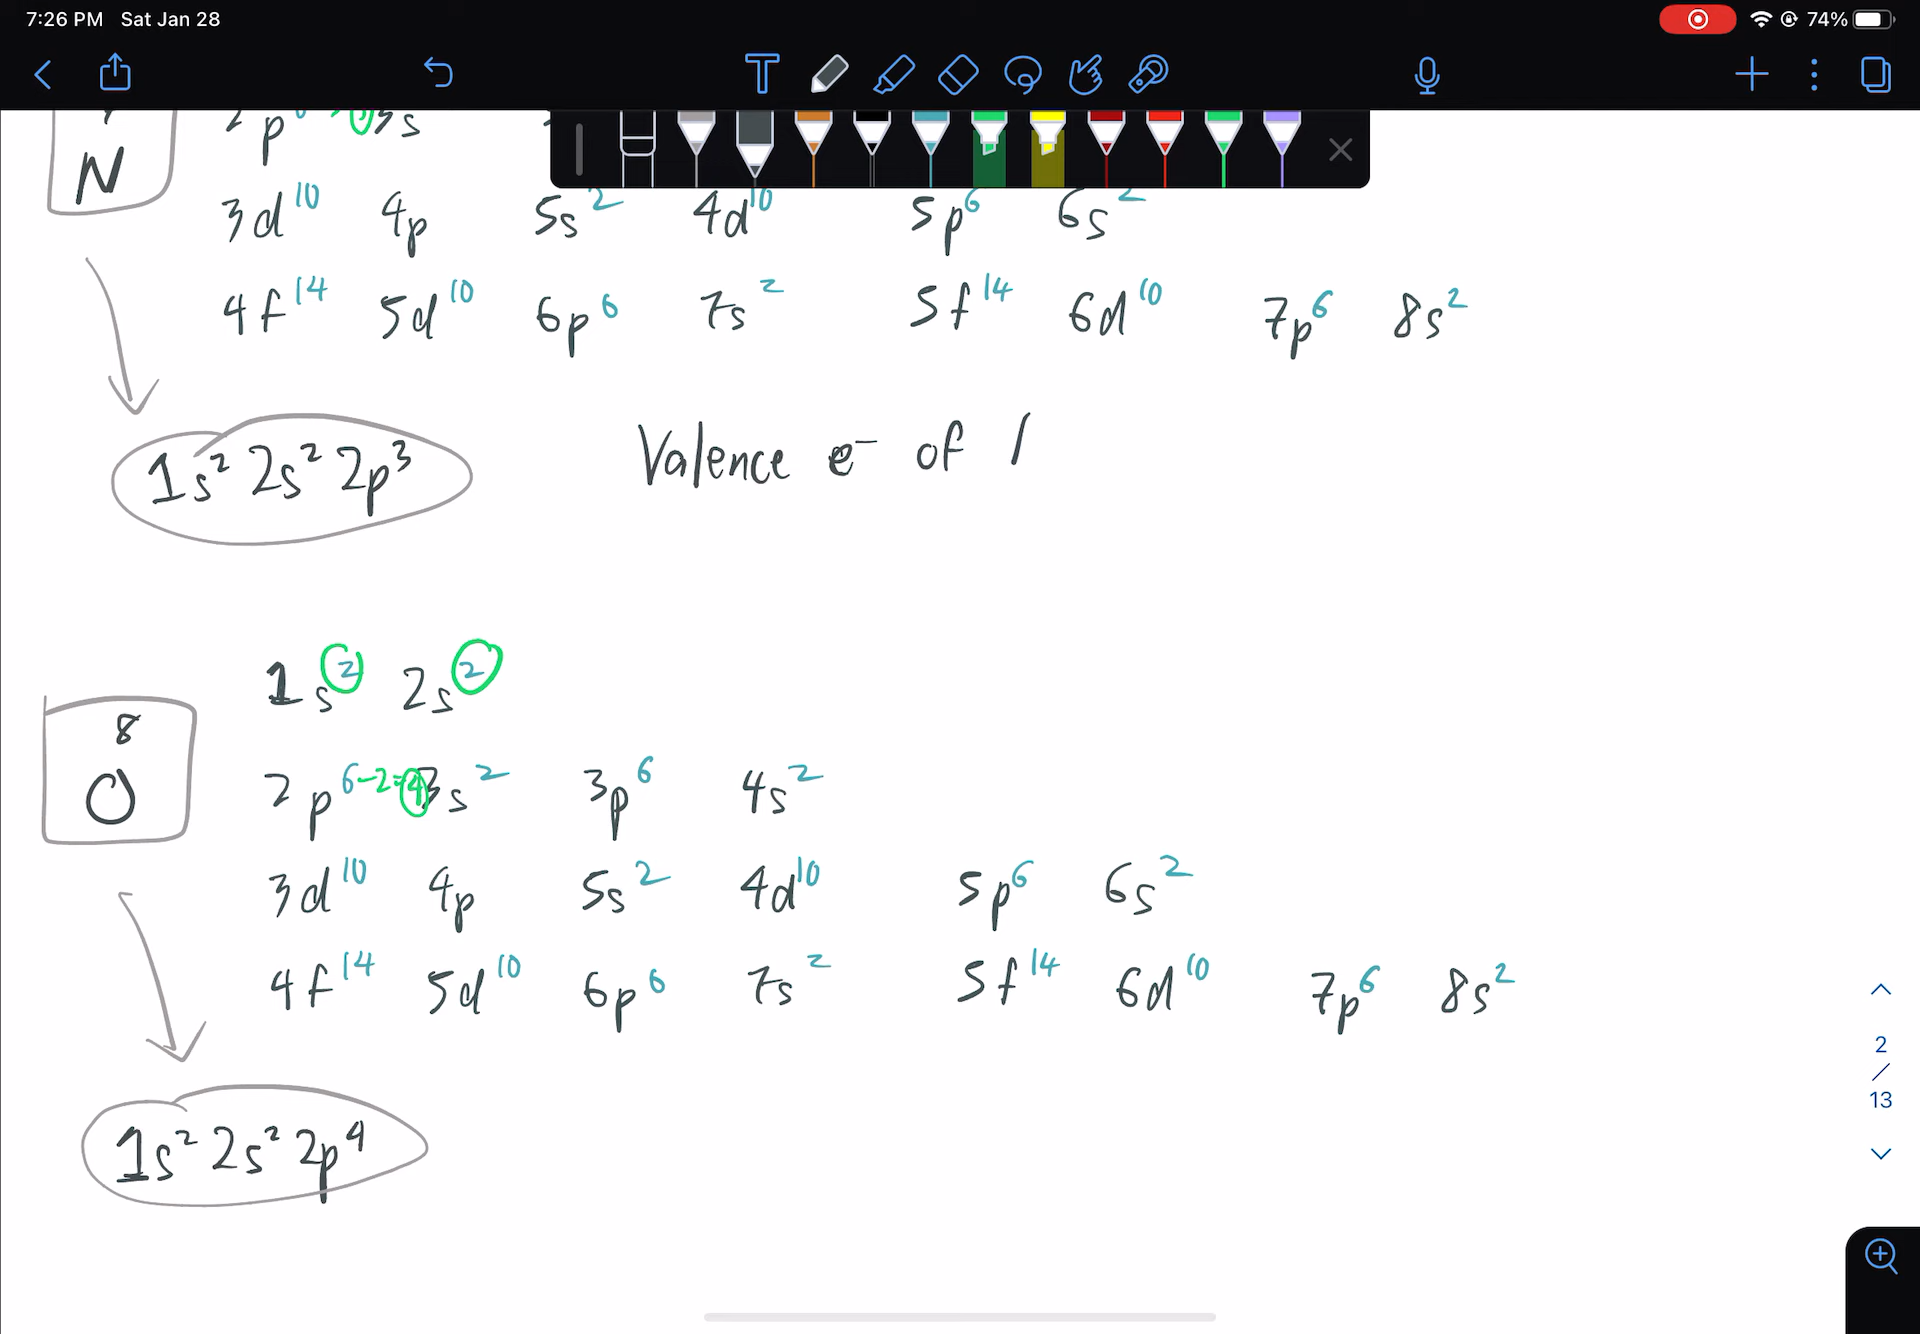 7:26 PM Sat Jan 28
74%
T
N
3s
3d¹⁰ 4p 5s² 4d¹⁰ 5p⁶ 6s²
4f¹⁴ 5d¹⁰ 6p⁶ 7s² 5f¹⁴ 6d¹⁰ 7p⁶ 8s²
1s² 2s² 2p³
Valence e⁻ of
1s² 2s²
8
O
2p⁶⁻²⁼⁴ 3s² 3p⁶ 4s²
3d¹⁰ 4p 5s² 4d¹⁰ 5p⁶ 6s²
4f¹⁴ 5d¹⁰ 6p⁶ 7s² 5f¹⁴ 6d¹⁰ 7p⁶ 8s²
1s² 2s² 2p⁴
2
/
13